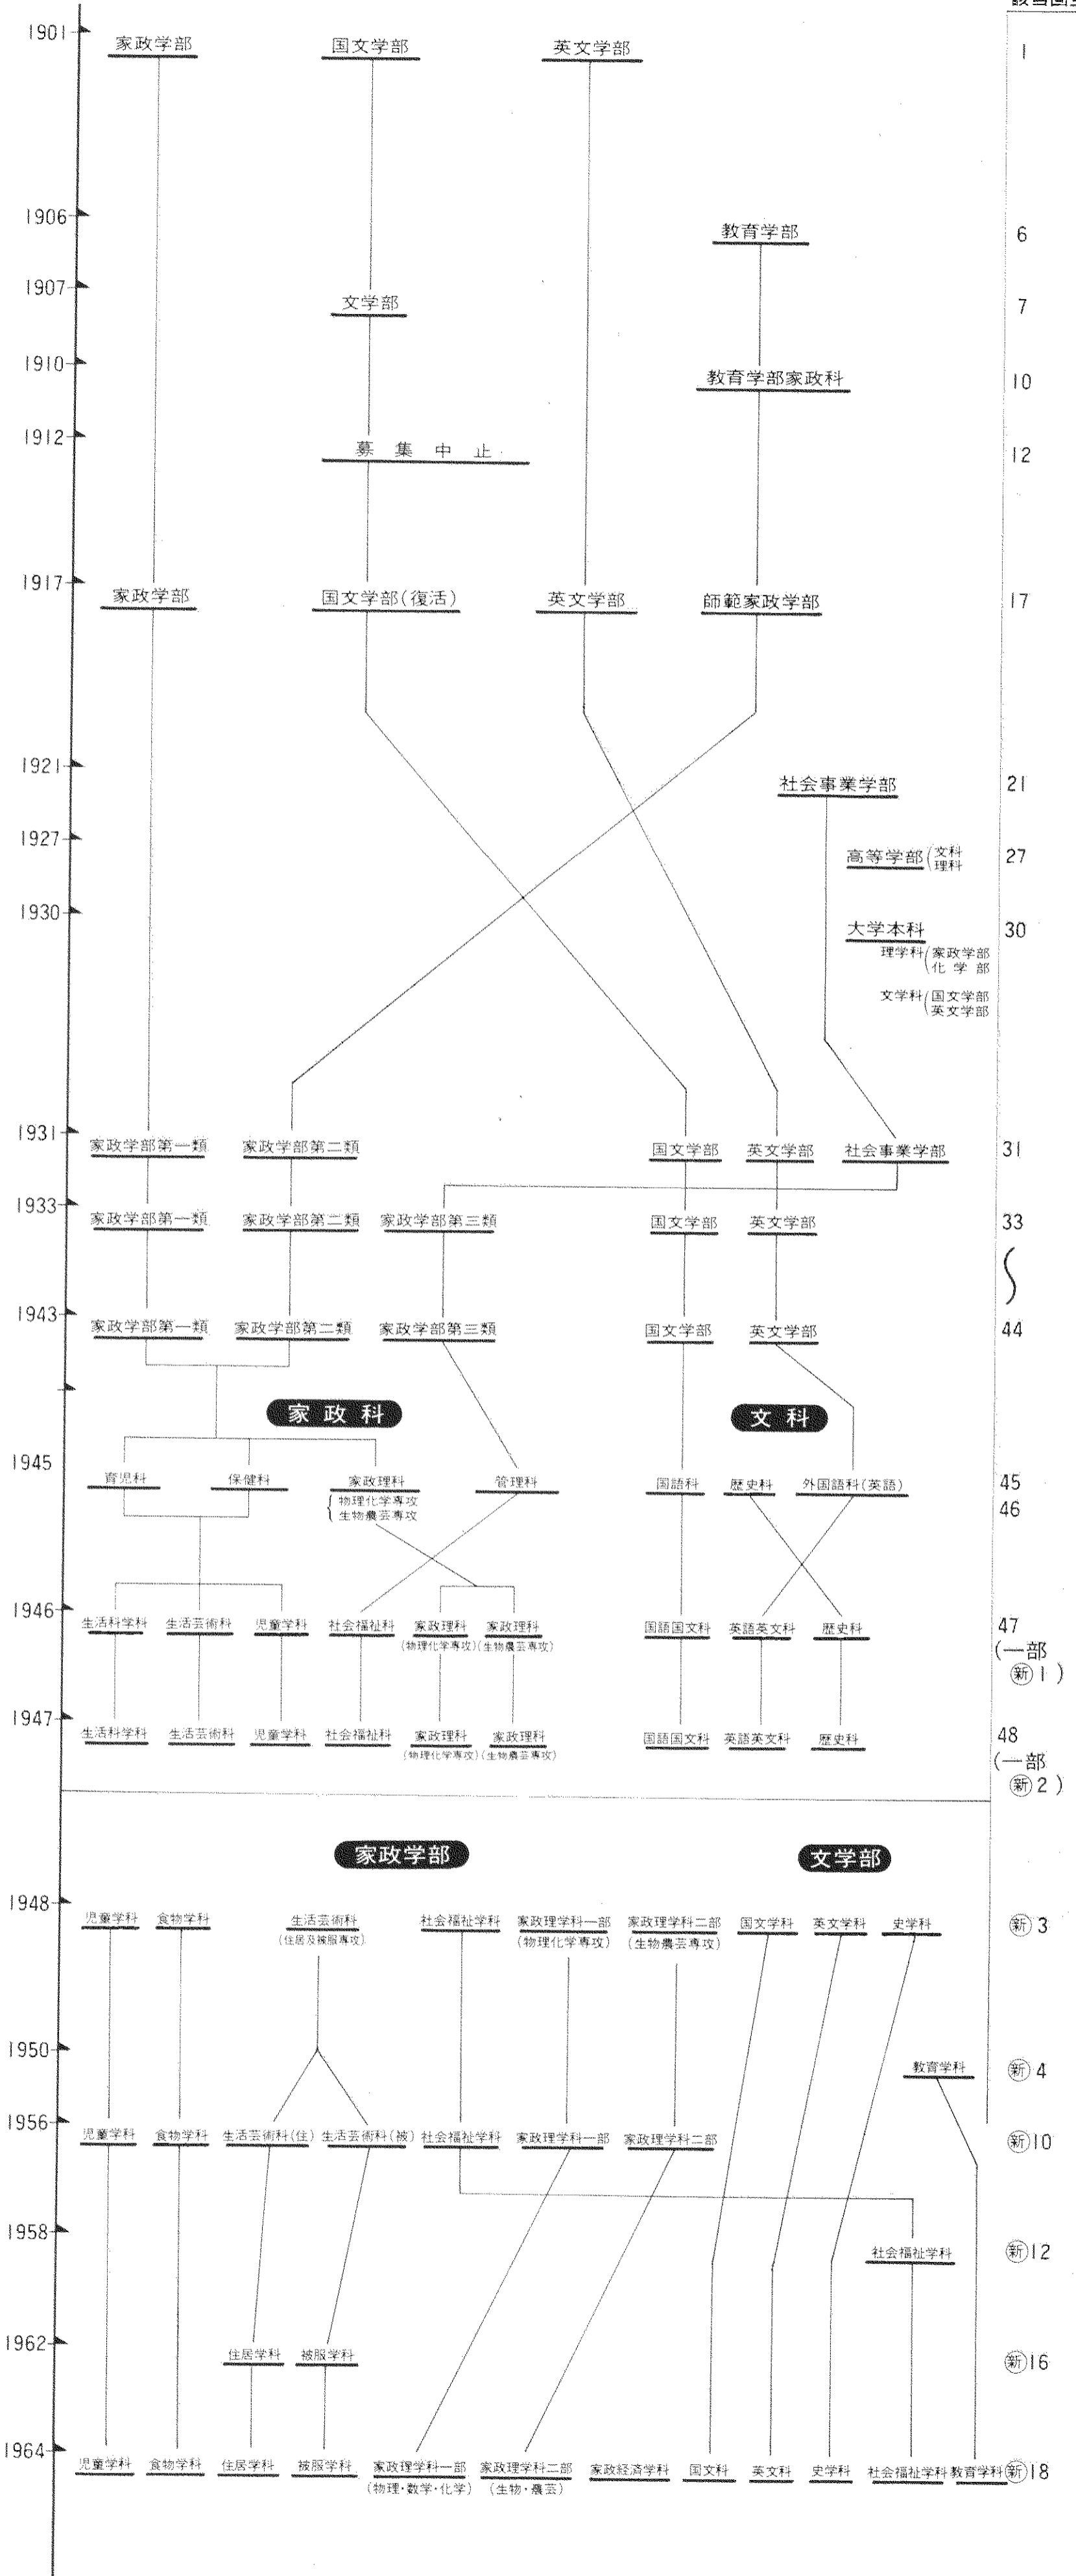 1901
家政学部 国文学部 英文学部 1
1906
教育学部 6
1907
文学部 7
1910
教育学部家政科 10
1912
募集中止 12
1917
家政学部 国文学部(復活) 英文学部 師範家政学部 17
1921
社会事業学部 21
1927
高等学部(文科 27
理科
1930
大学本科 30
理学科(家政学部
化学部
文学科(国文学部
英文学部
1931
家政学部第一類 家政学部第二類 国文学部 英文学部 社会事業学部 31
1933
家政学部第一類 家政学部第二類 家政学部第三類 国文学部 英文学部 33
1943
家政学部第一類 家政学部第二類 家政学部第三類 国文学部 英文学部 44
家政科 文科
1945
育児科 保健科 家政理科 管理科 国語科 歴史科 外国語科(英語) 45
物理化学専攻 46
生物農芸専攻
1946
生活科学科 生活芸術科 児童学科 社会福祉科 家政理科 家政理科 国語国文科 英語英文科 歴史科 47
(物理化学専攻) (生物農芸専攻) (一部
新1)
1947
生活科学科 生活芸術科 児童学科 社会福祉科 家政理科 家政理科 国語国文科 英語英文科 歴史科 48
(物理化学専攻) (生物農芸専攻) (一部
新2)
家政学部 文学部
1948
児童学科 食物学科 生活芸術科 社会福祉学科 家政理学科一部 家政理学科二部 国文学科 英文学科 史学科 新3
(住居及被服専攻) (物理化学専攻) (生物農芸専攻)
1950
教育学科 新4
1956
児童学科 食物学科 生活芸術科(住) 生活芸術科(被) 社会福祉学科 家政理学科一部 家政理学科二部 新10
1958
社会福祉学科 新12
1962
住居学科 被服学科 新16
1964
児童学科 食物学科 住居学科 被服学科 家政理学科一部 家政理学科二部 家政経済学科 国文科 英文科 史学科 社会福祉学科 教育学科 新18
(物理・数学・化学) (生物・農芸)